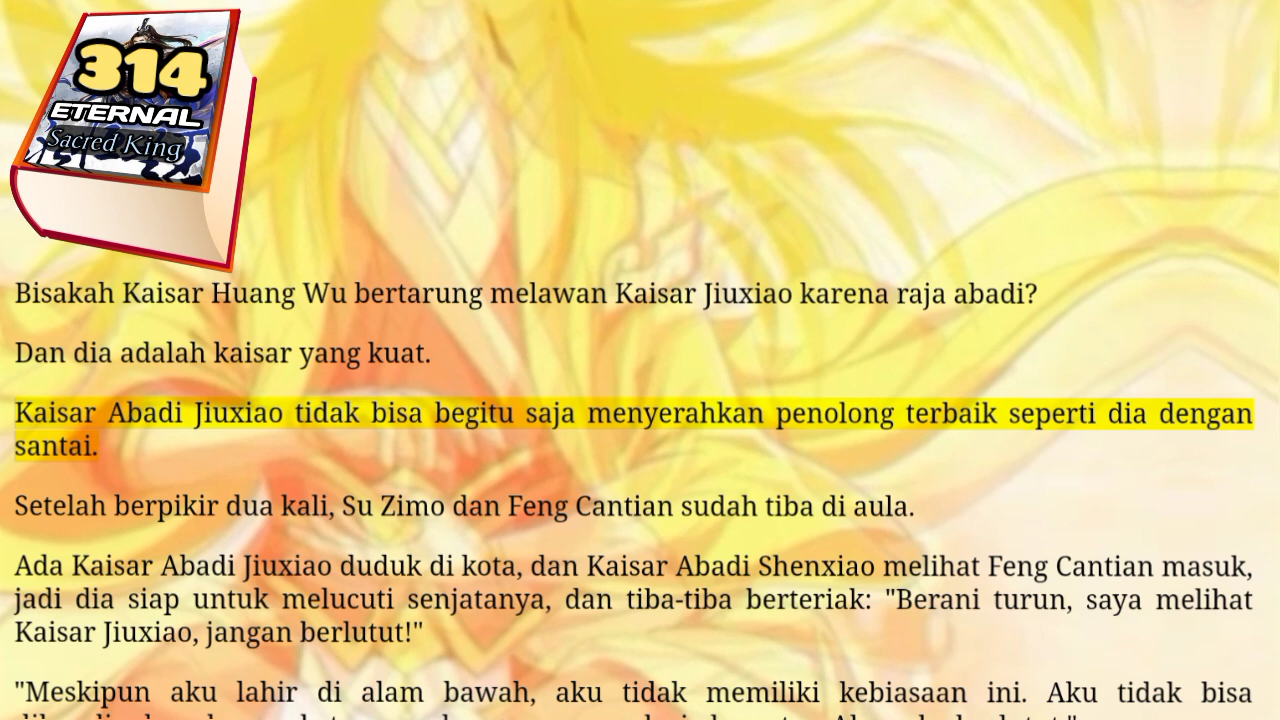 314
ETERNAL
Sacred King
Bisakah Kaisar Huang Wu bertarung melawan Kaisar Jiuxiao karena raja abadi?
Dan dia adalah kaisar yang kuat.
Kaisar Abadi Jiuxiao tidak bisa begitu saja menyerahkan penolong terbaik seperti dia dengan
santai.
Setelah berpikir dua kali, Su Zimo dan Feng Cantian sudah tiba di aula.
Ada Kaisar Abadi Jiuxiao duduk di kota, dan Kaisar Abadi Shenxiao melihat Feng Cantian masuk,
jadi dia siap untuk melucuti senjatanya, dan tiba-tiba berteriak: "Berani turun, saya melihat
Kaisar Jiuxiao, jangan berlutut!"
"Meskipun aku lahir di alam bawah, aku tidak memiliki kebiasaan ini. Aku tidak bisa